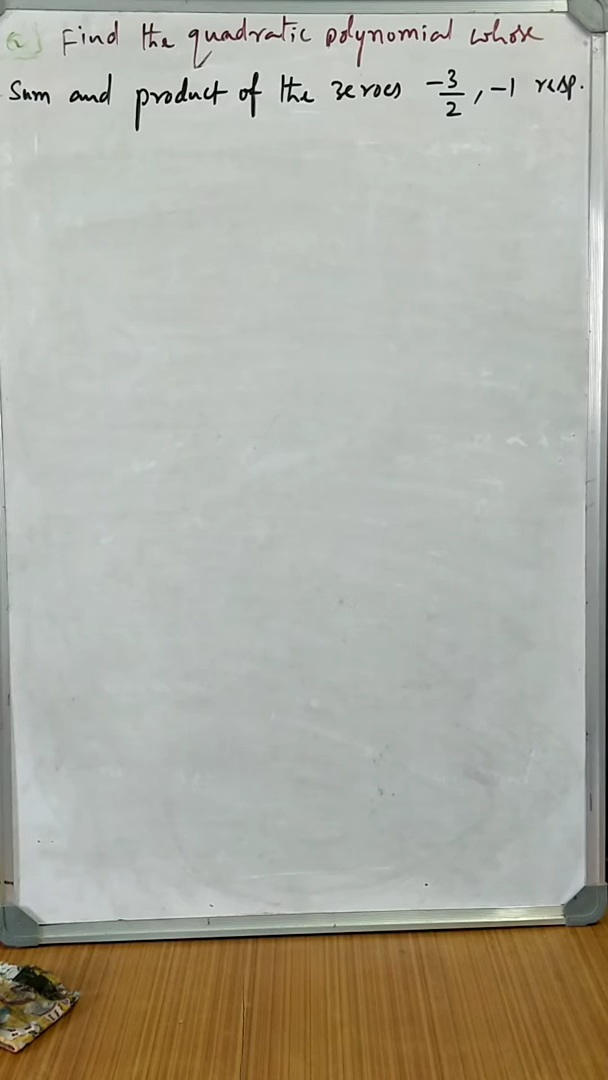 Q) Find the quadratic polynomial whose
Sum and product of the zeroes -3/2, -1 resp.